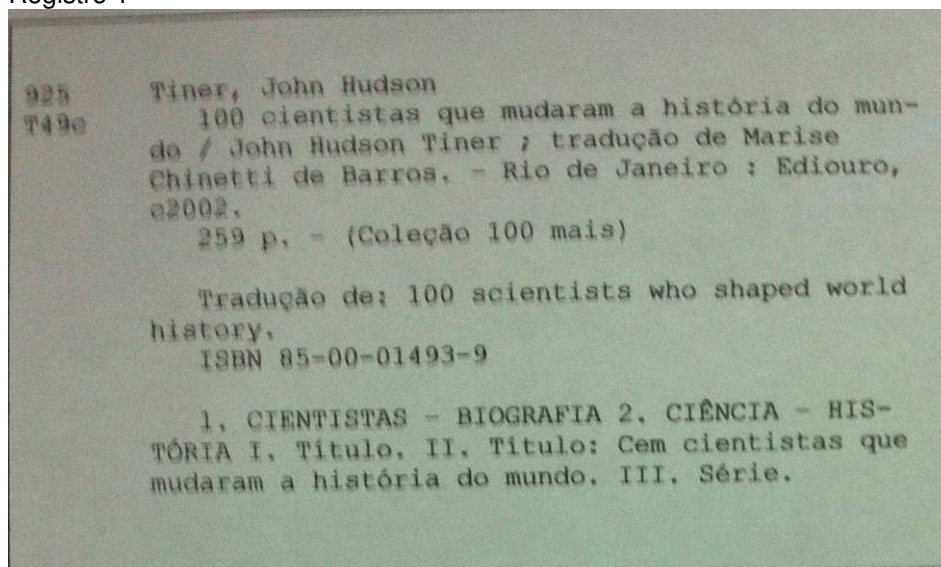 Registro 1
925 Tiner, John Hudson
T49c 100 cientistas que mudaram a história do mun-
do / John Hudson Tiner ; tradução de Marise
Chinetti de Barros. - Rio de Janeiro : Ediouro,
c2002.
259 p. - (Coleção 100 mais)
Tradução de: 100 scientists who shaped world
history.
ISBN 85-00-01493-9
1. CIENTISTAS - BIOGRAFIA 2. CIÊNCIA - HIS-
TÓRIA I. Título. II. Título: Cem cientistas que
mudaram a história do mundo. III. Série.